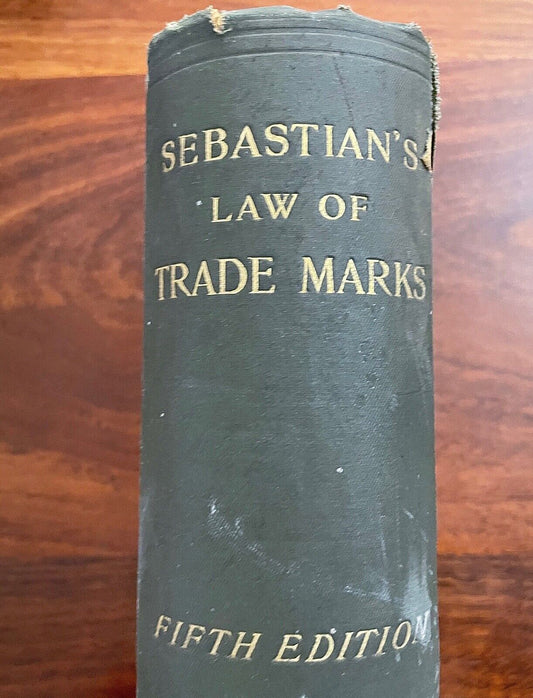 SEBASTIAN'S
LAW OF
TRADE MARKS
FIFTH EDITION